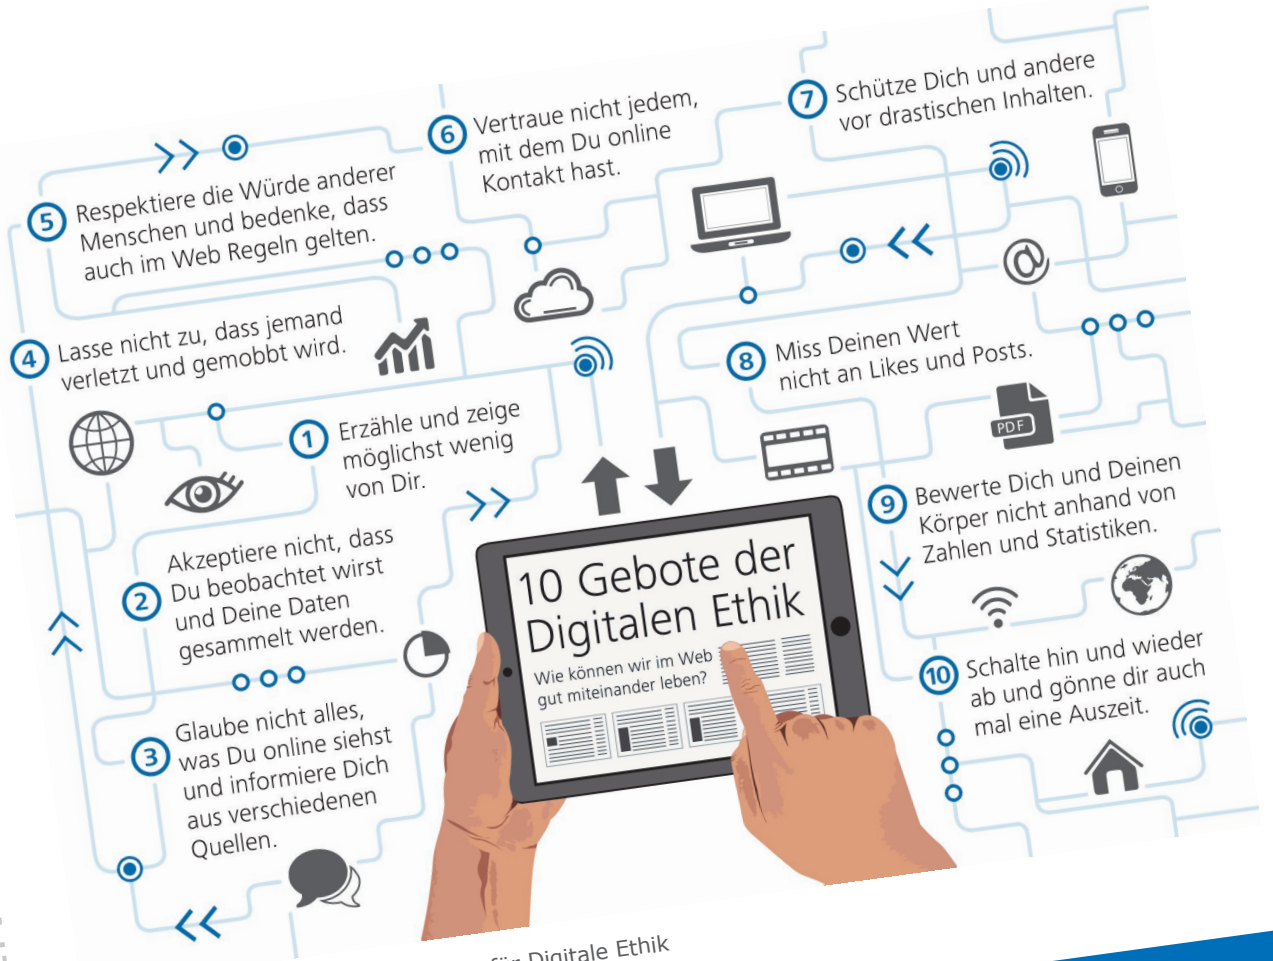 10 Gebote der
Digitalen Ethik
Wie können wir im Web
gut miteinander leben?
1
Erzähle und zeige
möglichst wenig
von Dir.
2
Akzeptiere nicht, dass
Du beobachtet wirst
und Deine Daten
gesammelt werden.
3
Glaube nicht alles,
was Du online siehst
und informiere Dich
aus verschiedenen
Quellen.
4
Lasse nicht zu, dass jemand
verletzt und gemobbt wird.
5
Respektiere die Würde anderer
Menschen und bedenke, dass
auch im Web Regeln gelten.
6
Vertraue nicht jedem,
mit dem Du online
Kontakt hast.
7
Schütze Dich und andere
vor drastischen Inhalten.
@
8
Miss Deinen Wert
nicht an Likes und Posts.
PDF
9
Bewerte Dich und Deinen
Körper nicht anhand von
Zahlen und Statistiken.
10
Schalte hin und wieder
ab und gönne dir auch
mal eine Auszeit.
für Digitale Ethik